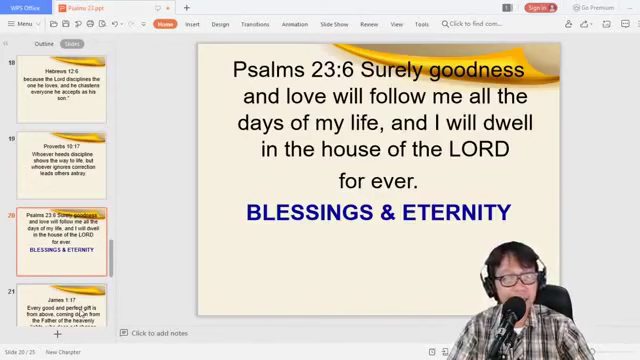 WPS Office
Psalms 23.ppt
Sign in
Go Premium
Menu
Home
Insert
Design
Transition
Animation
Slide Show
Review
View
Tools
Click to find com...
Outline
Slides
18
Hebrews 12:6
because the Lord disciplines the
one he loves, and he chastens
everyone he accepts as his
son."
19
Proverbs 10:17
Whoever heeds discipline
shows the way to life, but
whoever ignores correction
leads others astray.
20
Psalms 23:6 Surely goodness
and love will follow me all the
days of my life, and I will dwell
in the house of the LORD
for ever.
BLESSINGS & ETERNITY
21
James 1:17
Every good and perfect gift is
from above, coming down from
the Father of the heavenly
Psalms 23:6 Surely goodness
and love will follow me all the
days of my life, and I will dwell
in the house of the LORD
for ever.
BLESSINGS & ETERNITY
Click to add notes
Slide 20 / 25
New Chapter